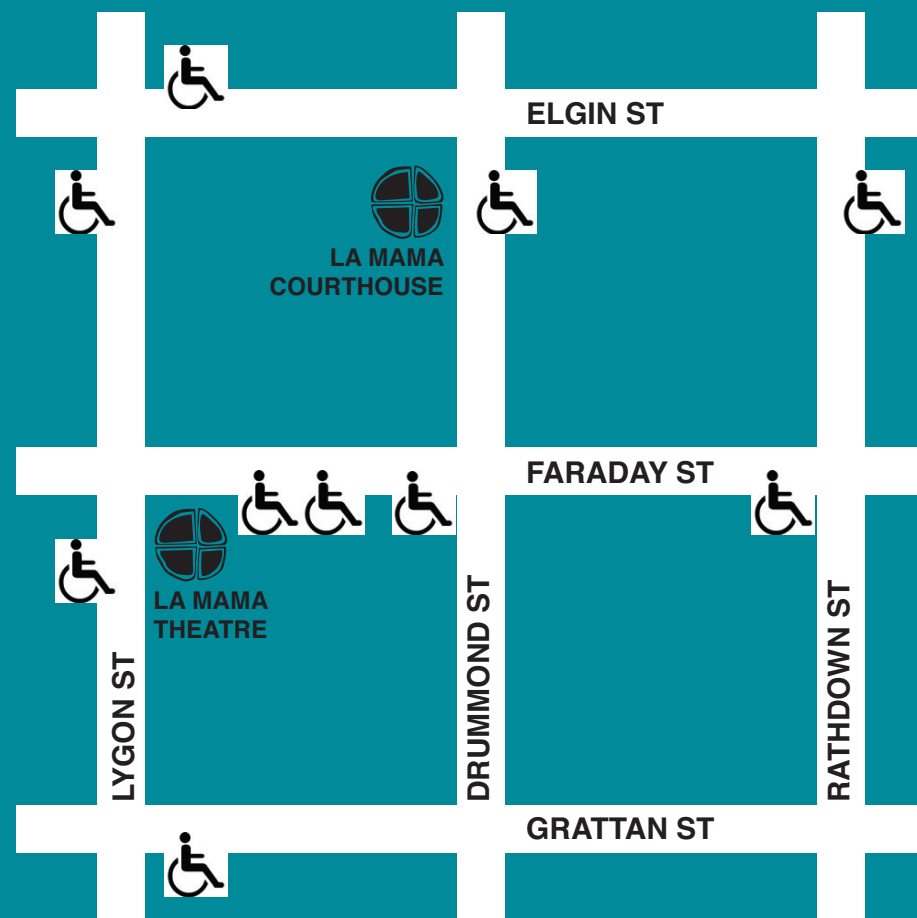 ELGIN ST
LA MAMA
COURTHOUSE
FARADAY ST
LA MAMA
THEATRE
LYGON ST
DRUMMOND ST
RATHDOWN ST
GRATTAN ST